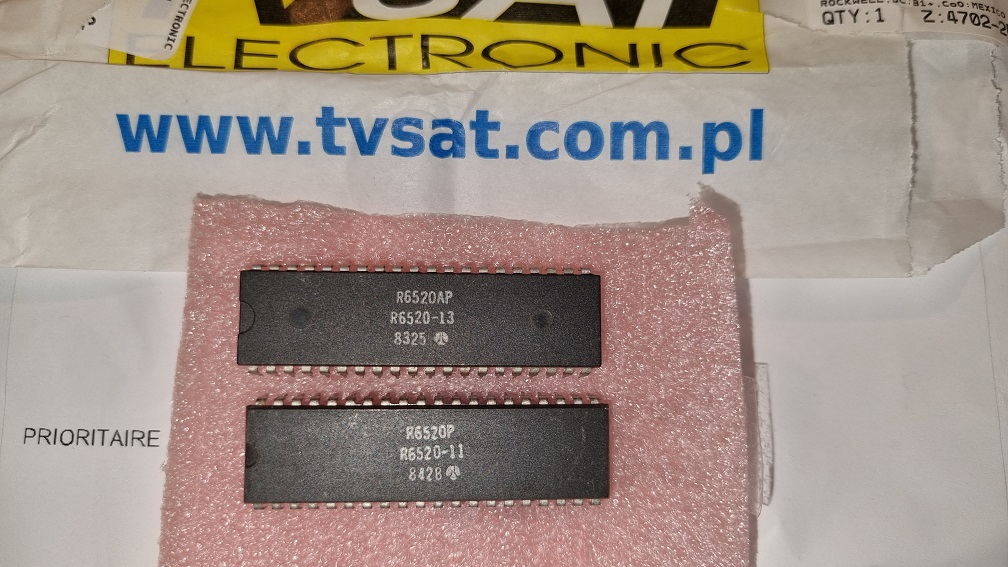 ELECTRONIC
ELECTRONIC
QTY:1
www.tvsat.com.pl
R6520AP
R6520-13
8325
PRIORITAIRE
R6520P
R6520-11
8428